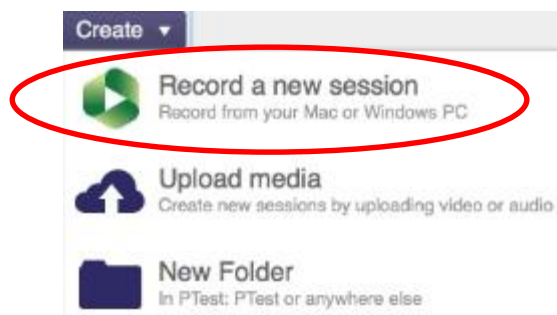 Create
Record a new session
Record from your Mac or Windows PC
Upload media
Create new sessions by uploading video or audio
New Folder
In PTest: PTest or anywhere else